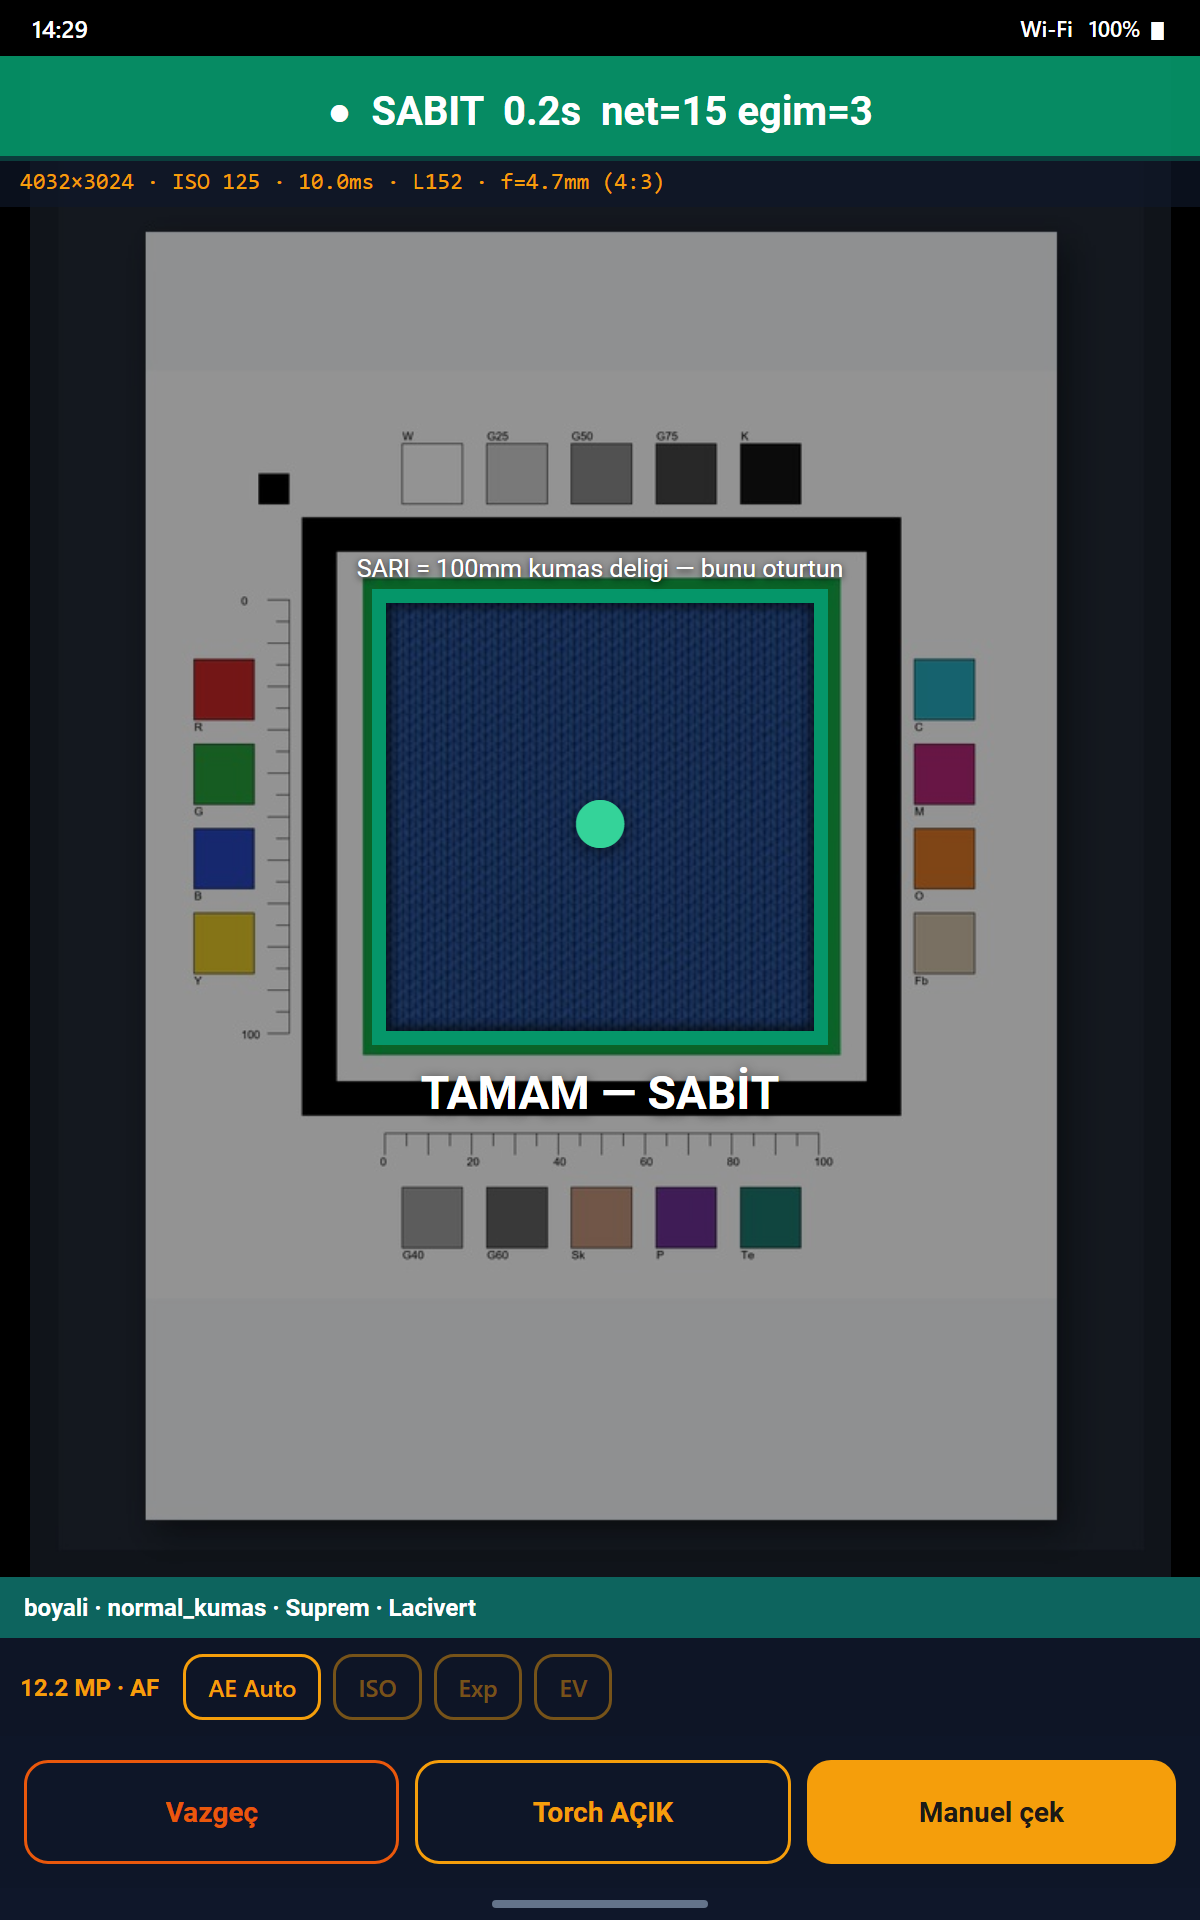 14:29 Wi-Fi 100%
● SABIT 0.2s net=15 egim=3
4032×3024 · ISO 125 · 10.0ms · L152 · f=4.7mm (4:3)
W G25 G50 G75 K
SARI = 100mm kumas deligi — bunu oturtun
0
R
C
G
M
B
O
Y
Fb
100
TAMAM — SABİT
0 20 40 60 80 100
G40 G60 Sk P Te
boyali · normal_kumas · Suprem · Lacivert
12.2 MP · AF AE Auto ISO Exp EV
Vazgeç Torch AÇIK Manuel çek